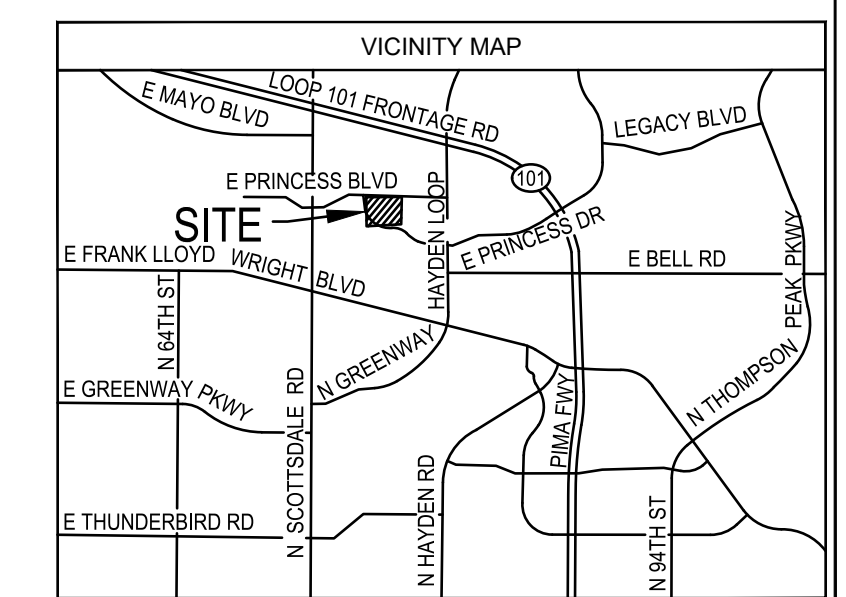 VICINITY MAP
E MAYO BLVD
LOOP 101 FRONTAGE RD
LEGACY BLVD
101
E PRINCESS BLVD
SITE
HAYDEN LOOP
E PRINCESS DR
E FRANK LLOYD WRIGHT BLVD
E BELL RD
N 64TH ST
N THOMPSON PEAK PKWY
N GREENWAY
E GREENWAY PKWY
N SCOTTSDALE RD
PIMA FWY
E THUNDERBIRD RD
N HAYDEN RD
N 94TH ST